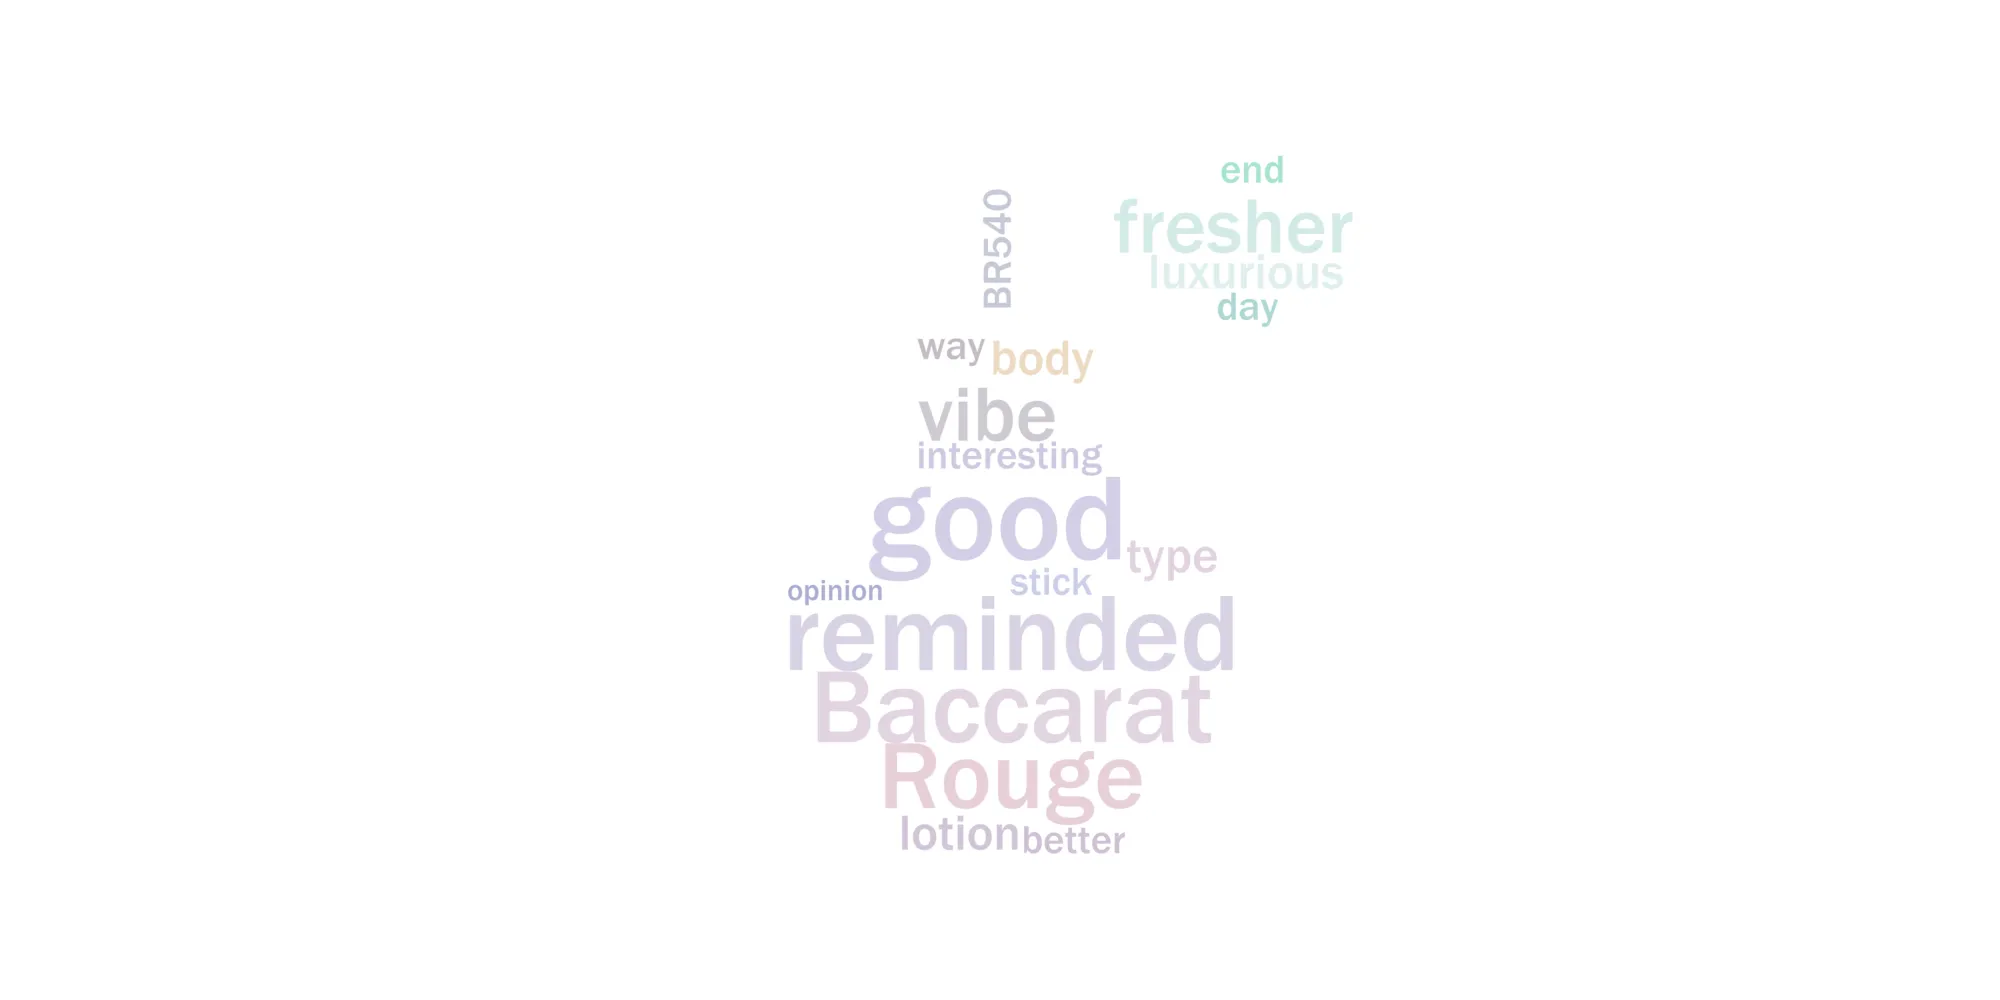 end
BR540
fresher
luxurious
day
way
body
vibe
interesting
good
type
stick
opinion
reminded
Baccarat
Rouge
lotion
better